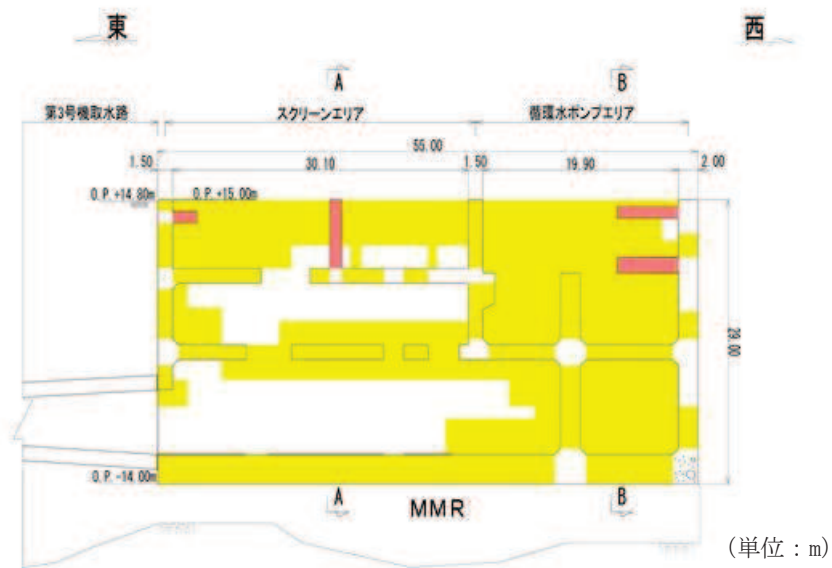 東 西
A B
第3号機取水路 スクリーンエリア 循環水ポンプエリア
55.00
1.50 30.10 1.50 19.90 2.00
O.P.+14.80m O.P.+15.00m
29.00
O.P.-14.00m
A B
MMR
(単位:m)